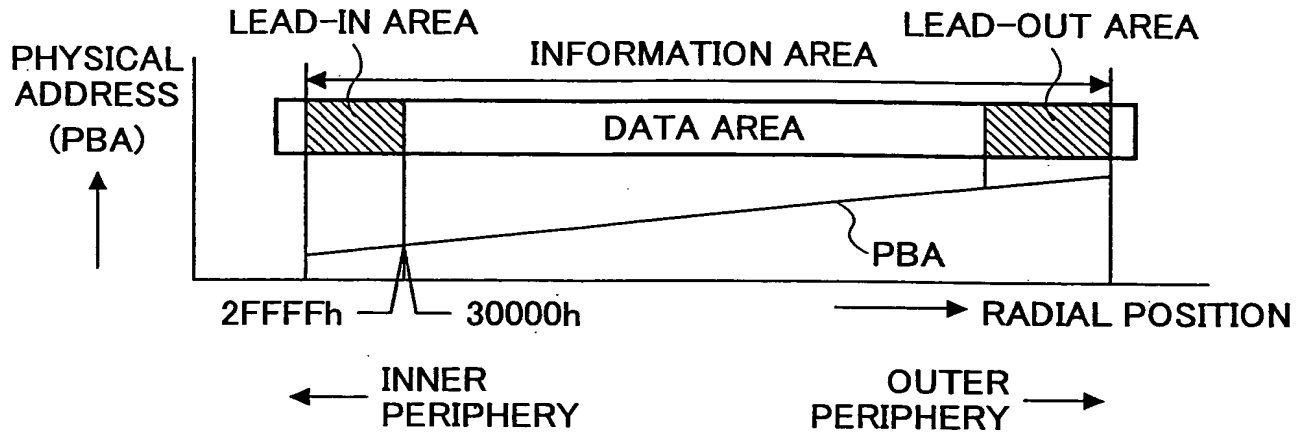 LEAD-IN AREA
LEAD-OUT AREA
INFORMATION AREA
PHYSICAL
ADDRESS
(PBA)
DATA AREA
PBA
2FFFFh
30000h
RADIAL POSITION
INNER
PERIPHERY
OUTER
PERIPHERY